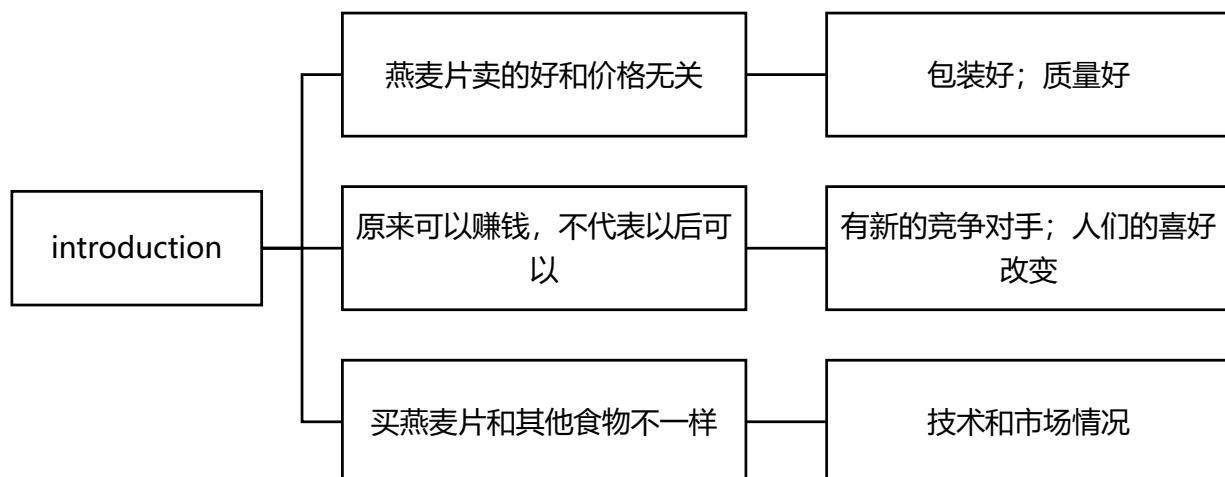 燕麦片卖的好和价格无关
包装好；质量好
introduction
原来可以赚钱，不代表以后可
以
有新的竞争对手；人们的喜好
改变
买燕麦片和其他食物不一样
技术和市场情况